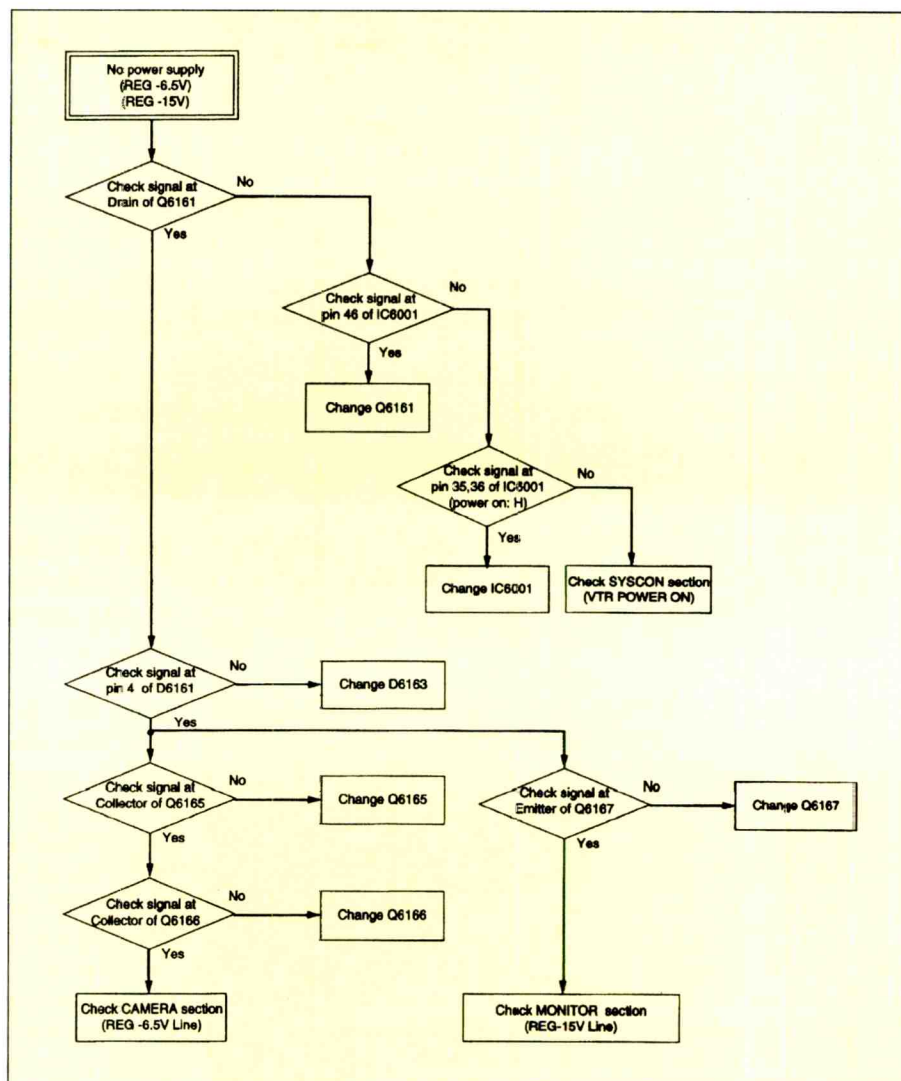 No power supply
(REG -6.5V)
(REG -15V)
Check signal at
Drain of Q6161
No
Yes
Check signal at
pin 46 of IC6001
No
Yes
Change Q6161
Check signal at
pin 35,36 of IC6001
(power on: H)
No
Yes
Change IC6001
Check SYSCON section
(VTR POWER ON)
Check signal at
pin 4 of D6161
No
Change D6163
Yes
Check signal at
Collector of Q6165
No
Change Q6165
Yes
Check signal at
Emitter of Q6167
No
Change Q6167
Yes
Check signal at
Collector of Q6166
No
Change Q6166
Yes
Check CAMERA section
(REG -6.5V Line)
Check MONITOR section
(REG-15V Line)